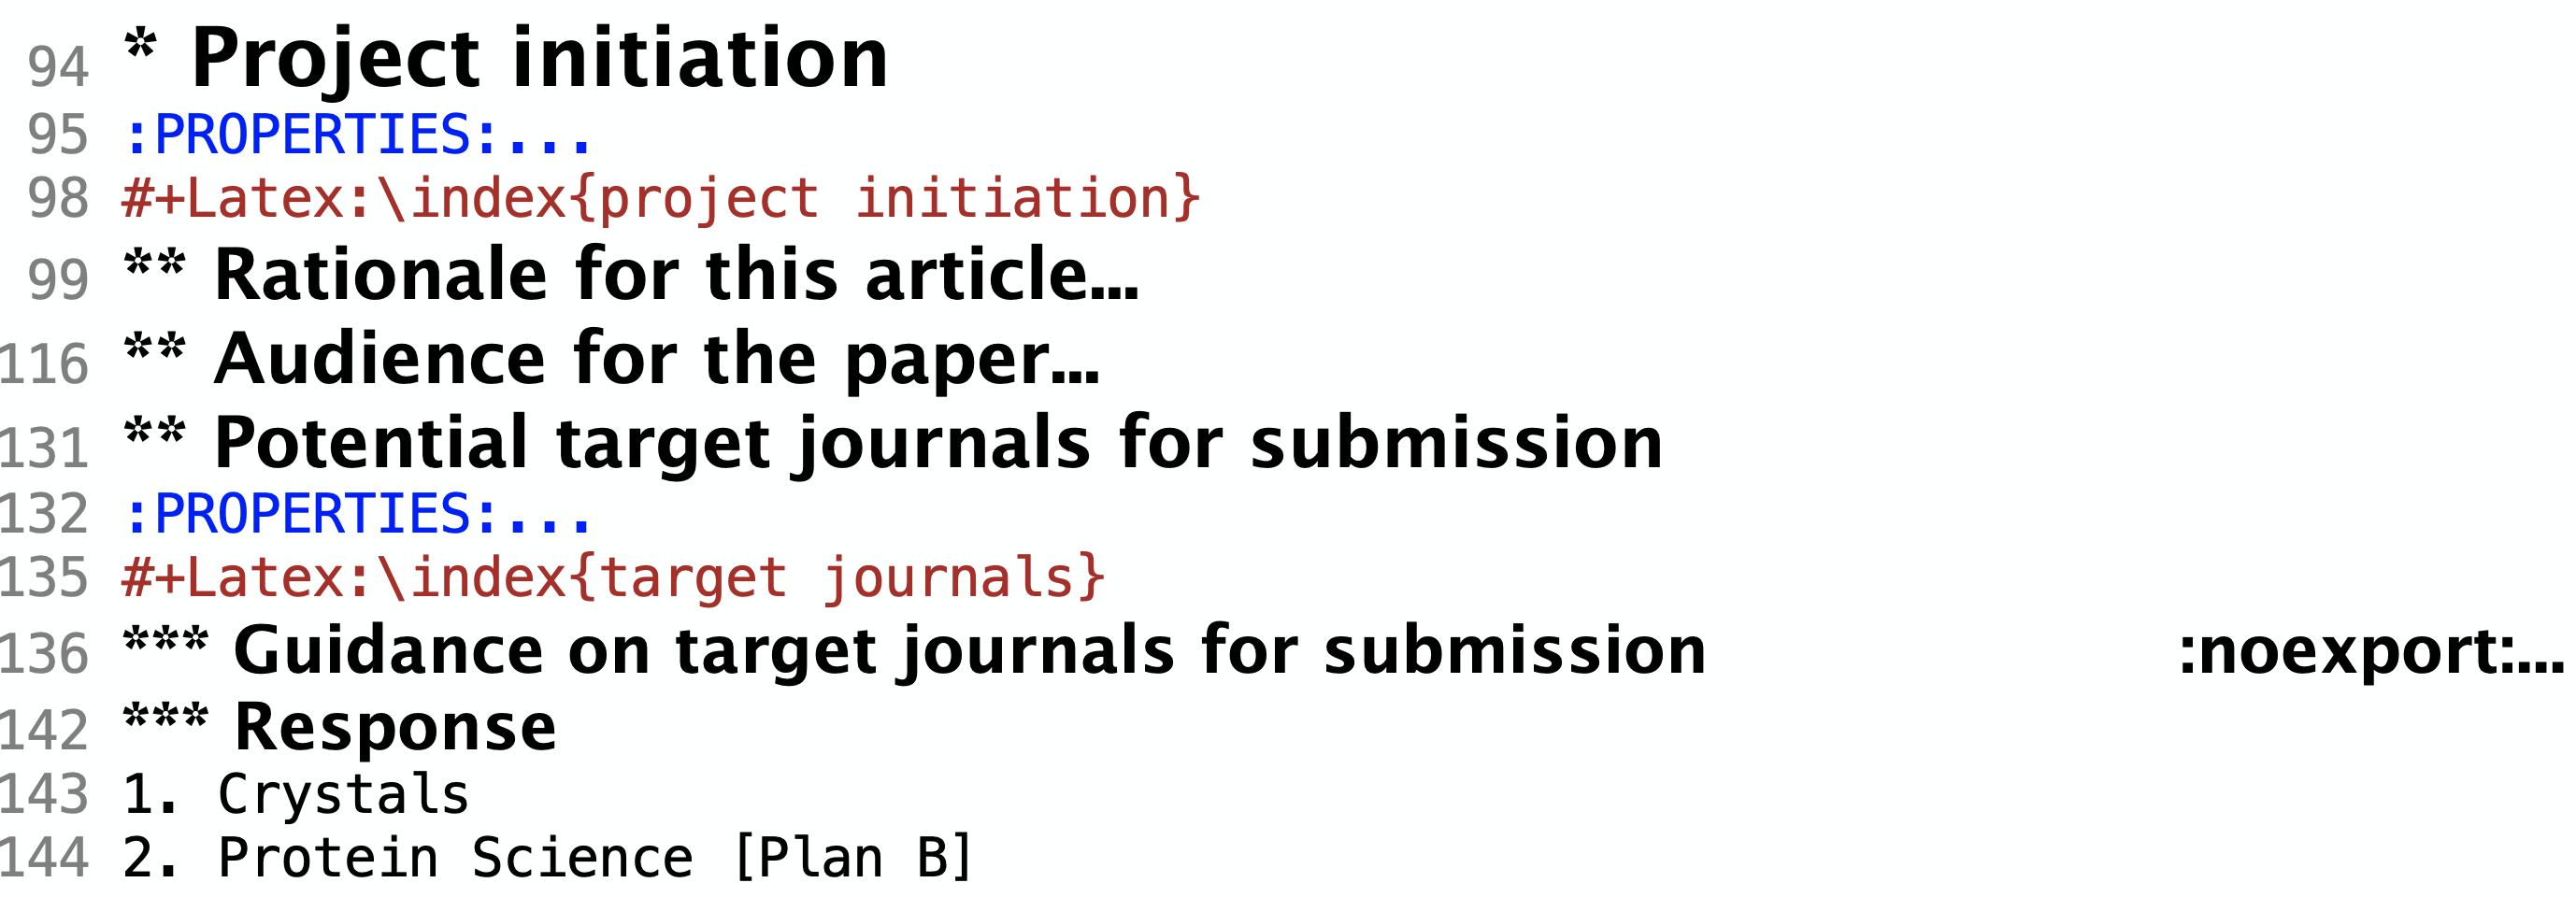 94 * Project initiation
95 :PROPERTIES:...
98 #+Latex:\index{project initiation}
99 ** Rationale for this article...
116 ** Audience for the paper...
131 ** Potential target journals for submission
132 :PROPERTIES:...
135 #+Latex:\index{target journals}
136 *** Guidance on target journals for submission :noexport:...
142 *** Response
143 1. Crystals
144 2. Protein Science [Plan B]